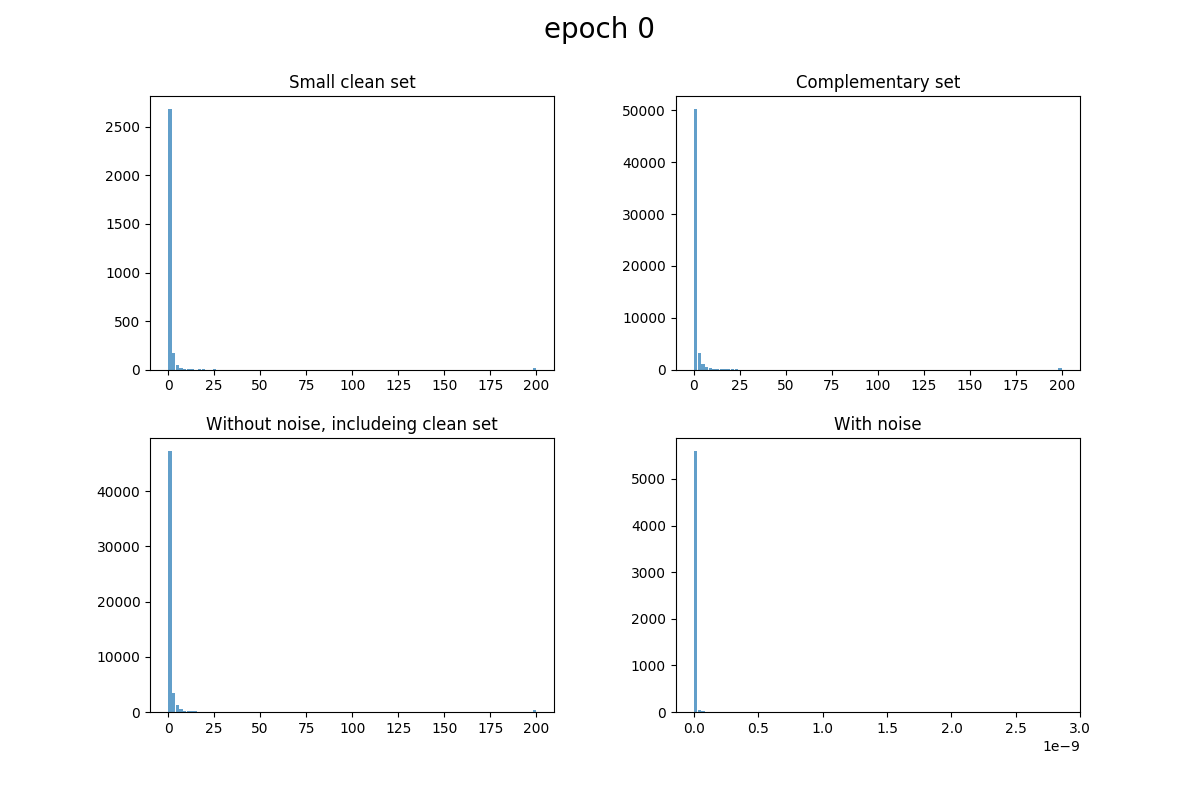 epoch 0
Small clean set
2500
2000
1500
1000
500
0
0 25 50 75 100 125 150 175 200
Complementary set
50000
40000
30000
20000
10000
0
0 25 50 75 100 125 150 175 200
Without noise, includeing clean set
40000
30000
20000
10000
0
0 25 50 75 100 125 150 175 200
With noise
5000
4000
3000
2000
1000
0
0.0 0.5 1.0 1.5 2.0 2.5 3.0
1e−9